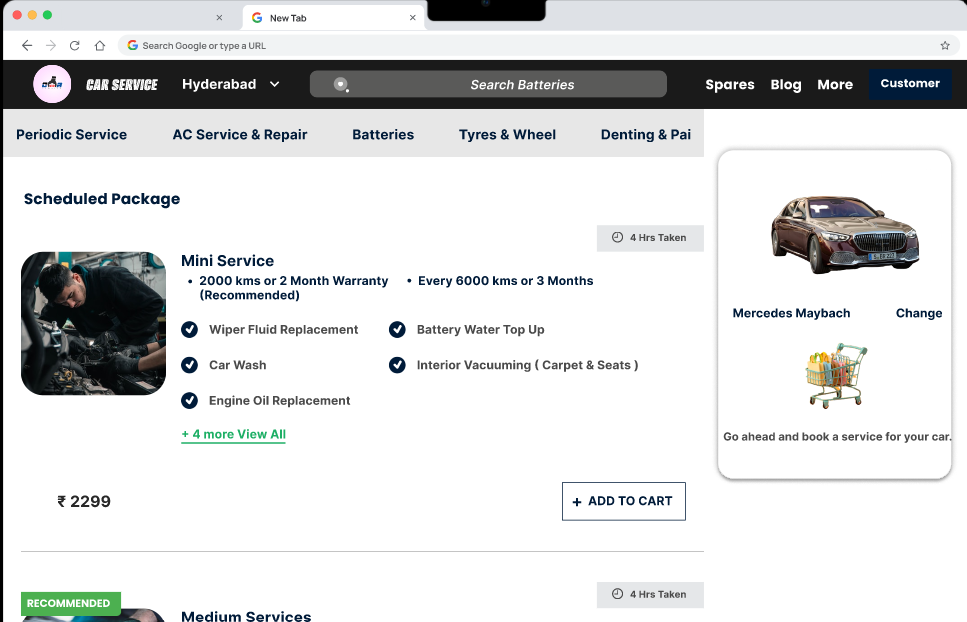 New Tab
Search Google or type a URL
CAR SERVICE
Hyderabad
Search Batteries
Spares
Blog
More
Customer
Periodic Service
AC Service & Repair
Batteries
Tyres & Wheel
Denting & Pai
Scheduled Package
4 Hrs Taken
Mini Service
• 2000 kms or 2 Month Warranty
(Recommended)
• Every 6000 kms or 3 Months
Wiper Fluid Replacement
Battery Water Top Up
Car Wash
Interior Vacuuming ( Carpet & Seats )
Engine Oil Replacement
+ 4 more View All
₹ 2299
+ ADD TO CART
Mercedes Maybach
Change
Go ahead and book a service for your car.
RECOMMENDED
4 Hrs Taken
Medium Services